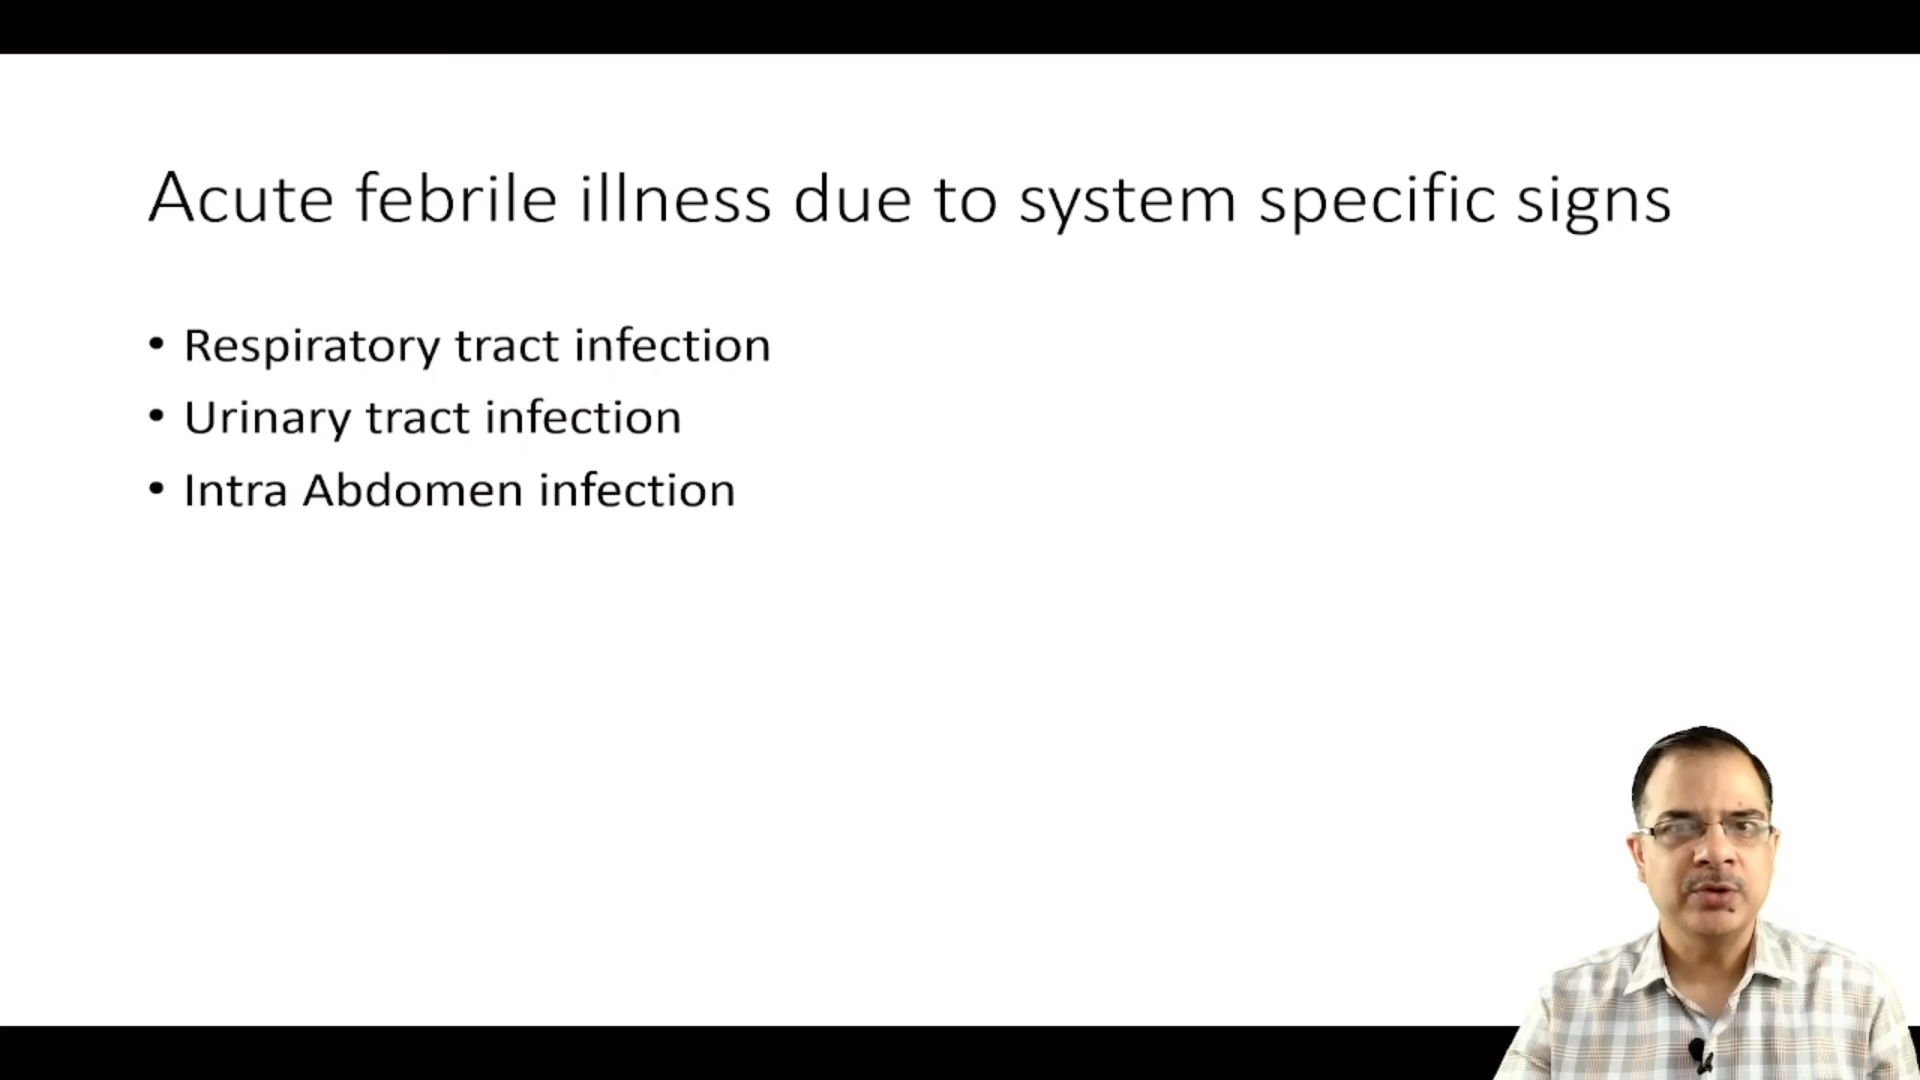 Acute febrile illness due to system specific signs
• Respiratory tract infection
• Urinary tract infection
• Intra Abdomen infection